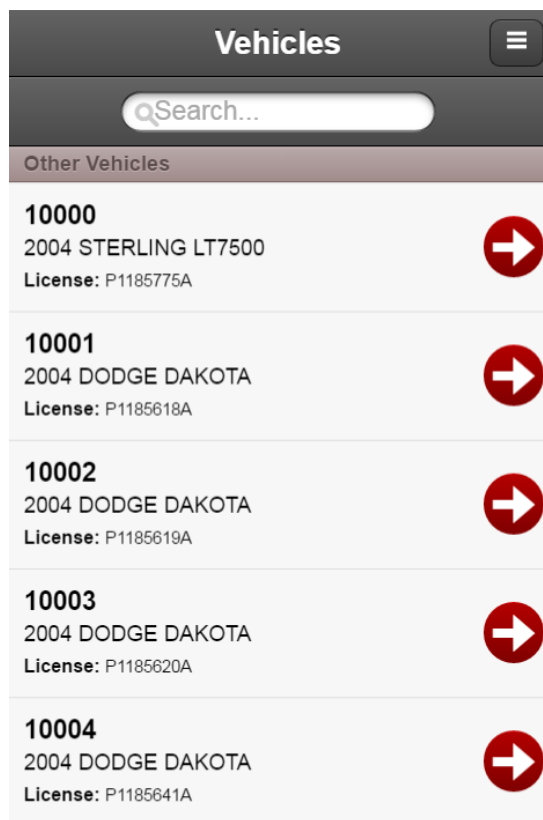 Vehicles
Search...
Other Vehicles
10000
2004 STERLING LT7500
License: P1185775A
10001
2004 DODGE DAKOTA
License: P1185618A
10002
2004 DODGE DAKOTA
License: P1185619A
10003
2004 DODGE DAKOTA
License: P1185620A
10004
2004 DODGE DAKOTA
License: P1185641A